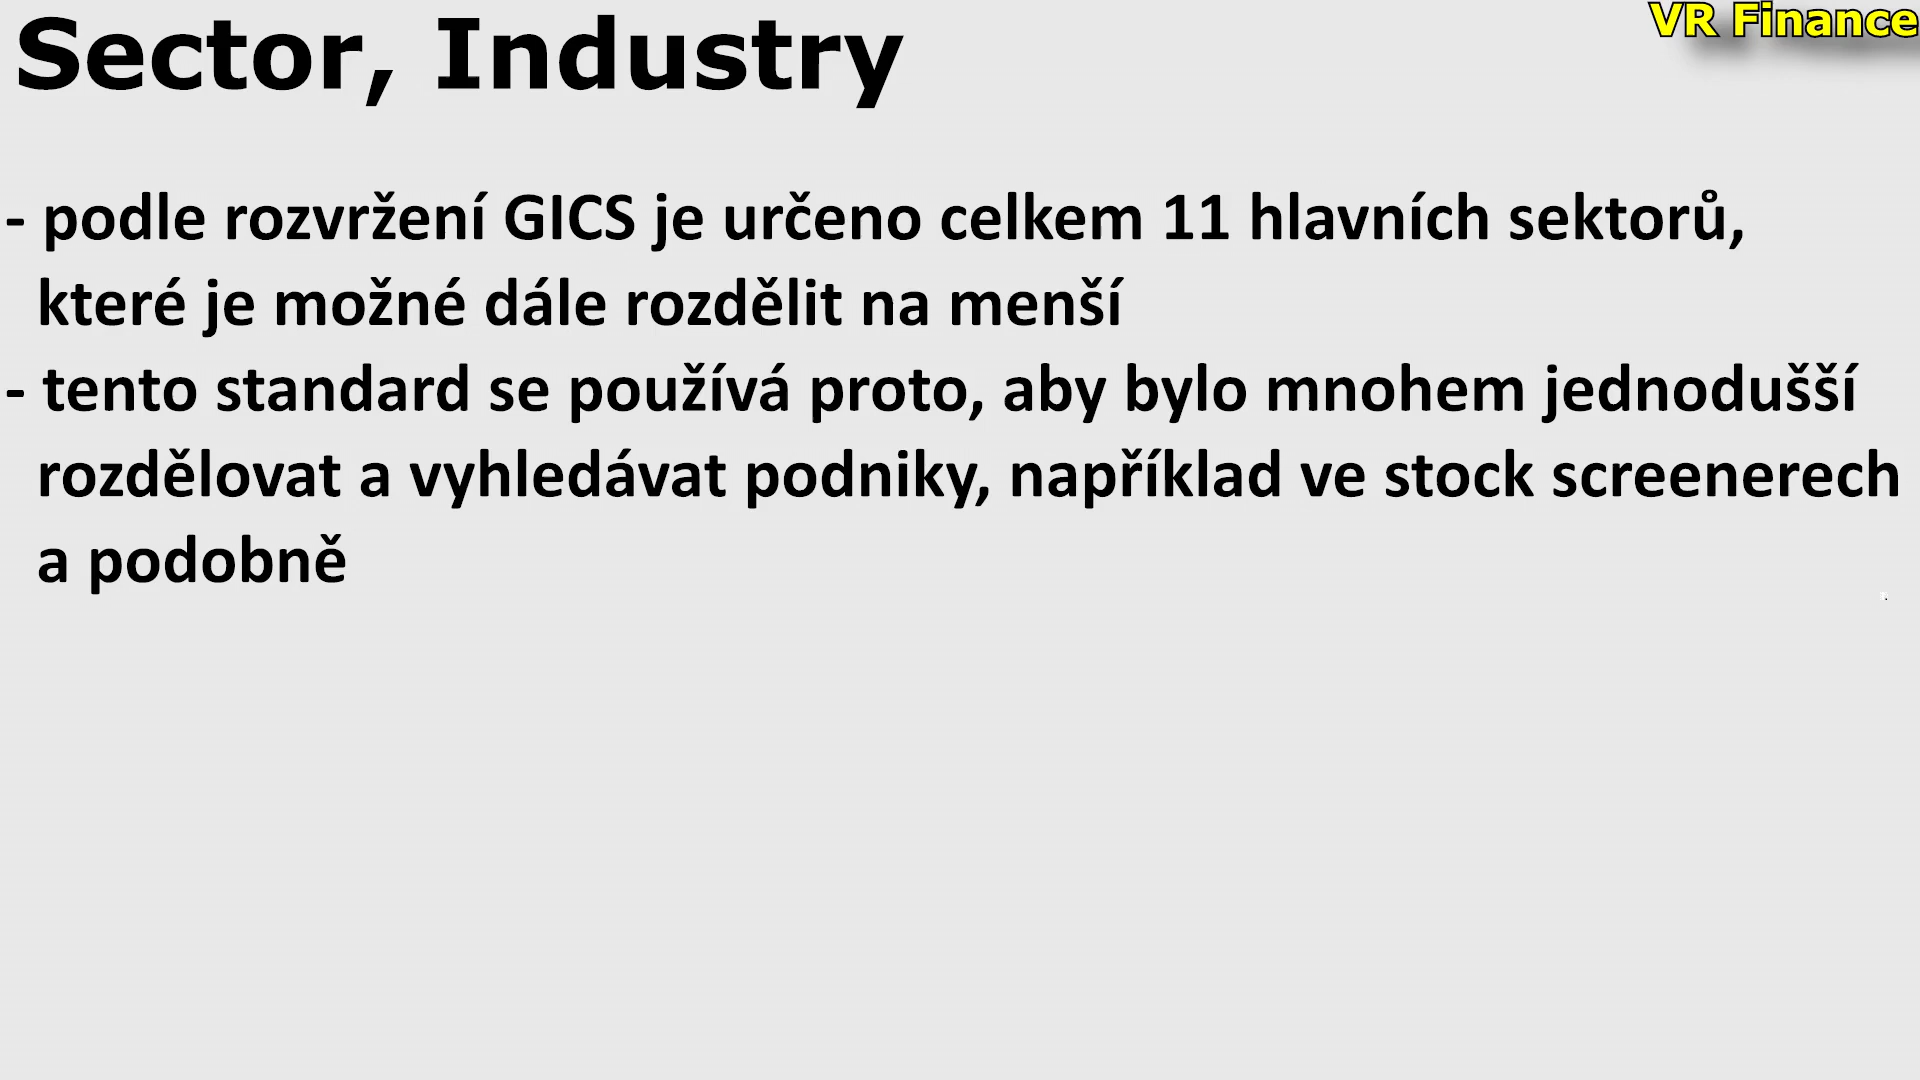 Sector, Industry
VR Finance
- podle rozvržení GICS je určeno celkem 11 hlavních sektorů,
které je možné dále rozdělit na menší
- tento standard se používá proto, aby bylo mnohem jednodušší
rozdělovat a vyhledávat podniky, například ve stock screenerech
a podobně